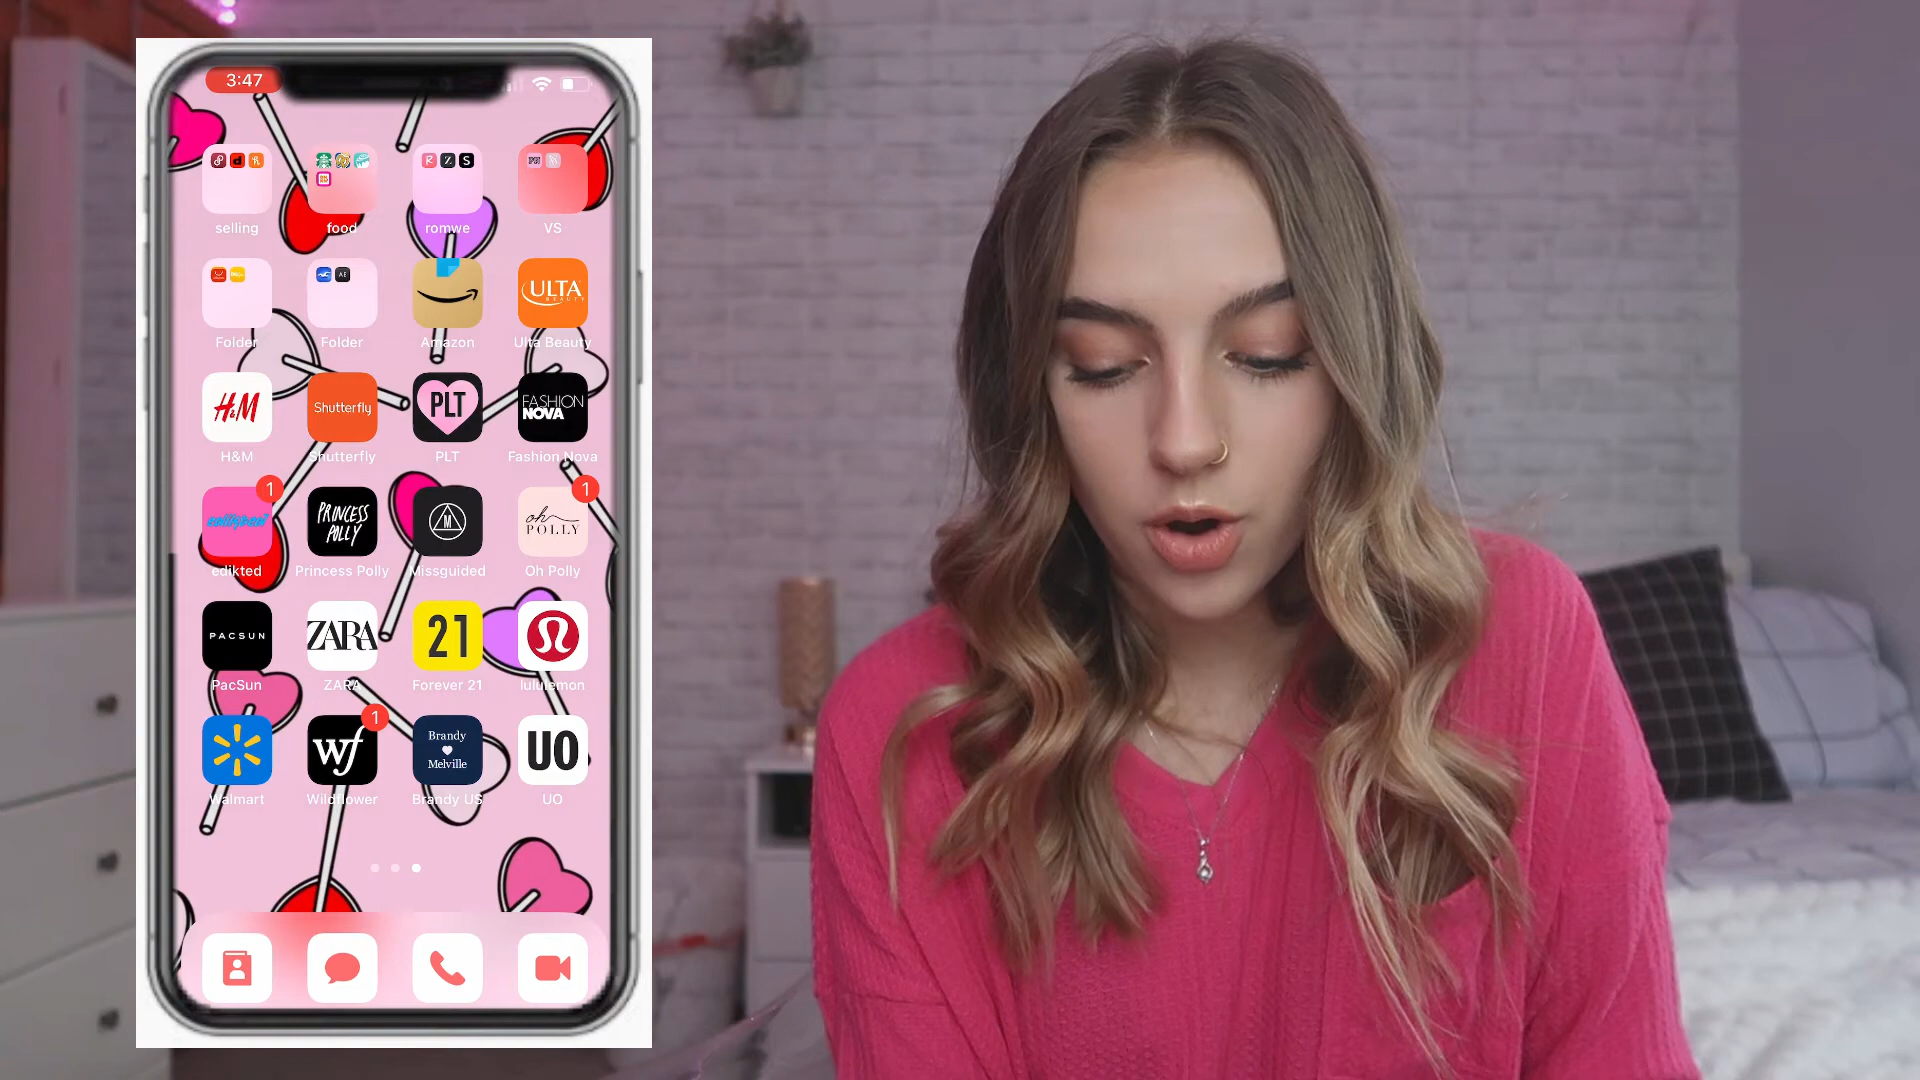 3:47
selling
food
romwe
VS
Folder
Folder
Amazon
ULTA
BEAUTY
Ulta Beauty
H&M
H&M
Shutterfly
Shutterfly
PLT
PLT
FASHION
NOVA
Fashion Nova
1
edikted
edikted
PRINCESS
POLLY
Princess Polly
M
Missguided
1
oh
POLLY
Oh Polly
PACSUN
PacSun
ZARA
ZARA
21
Forever 21
lululemon
Walmart
1
wf
Wildflower
Brandy
Melville
Brandy US
UO
UO